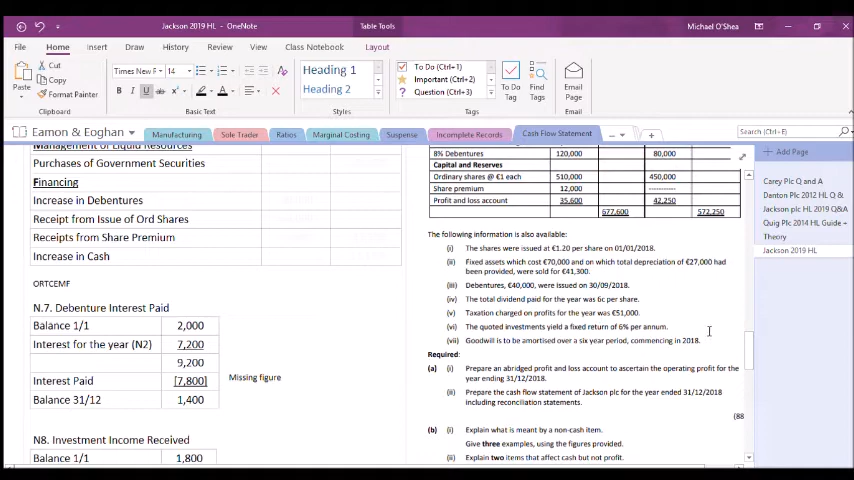 Jackson 2019 HL - OneNote
Table Tools
Michael O'Shea
File Home Insert Draw History Review View Class Notebook Layout
Paste
Cut
Copy
Format Painter
Clipboard
Times New R 14
B I U
Basic Text
Heading 1
Heading 2
Styles
To Do (Ctrl+1)
Important (Ctrl+2)
Question (Ctrl+3)
To Do Tag
Find Tags
Tags
Email Page
Email
Eamon & Eoghan
Manufacturing Sole Trader Ratios Marginal Costing Suspense Incomplete Records Cash Flow Statement
Search (Ctrl+E)
Management of Liquid Resources
Purchases of Government Securities
Financing
Increase in Debentures
Receipt from Issue of Ord Shares
Receipts from Share Premium
Increase in Cash
ORTCEMF
N.7. Debenture Interest Paid
Balance 1/1 2,000
Interest for the year (N2) 7,200
9,200
Interest Paid [7,800] Missing figure
Balance 31/12 1,400
N8. Investment Income Received
Balance 1/1 1,800
8% Debentures 120,000 80,000
Capital and Reserves
Ordinary shares @ €1 each 510,000 450,000
Share premium 12,000 ----------
Profit and loss account 35,600 42,250
677,600 572,250
The following information is also available:
(i) The shares were issued at €1.20 per share on 01/01/2018.
(ii) Fixed assets which cost €70,000 and on which total depreciation of €27,000 had
been provided, were sold for €41,300.
(iii) Debentures, €40,000, were issued on 30/09/2018.
(iv) The total dividend paid for the year was 6c per share.
(v) Taxation charged on profits for the year was €51,000.
(vi) The quoted investments yield a fixed return of 6% per annum.
(vii) Goodwill is to be amortised over a six year period, commencing in 2018.
Required:
(a) (i) Prepare an abridged profit and loss account to ascertain the operating profit for the
year ending 31/12/2018.
(ii) Prepare the cash flow statement of Jackson plc for the year ended 31/12/2018
including reconciliation statements.
(88
(b) (i) Explain what is meant by a non-cash item.
Give three examples, using the figures provided.
(ii) Explain two items that affect cash but not profit.
Add Page
Carey Plc Q and A
Danton Plc 2012 HL Q &
Jackson plc HL 2019 Q&A
Quig Plc 2014 HL Guide +
Theory
Jackson 2019 HL